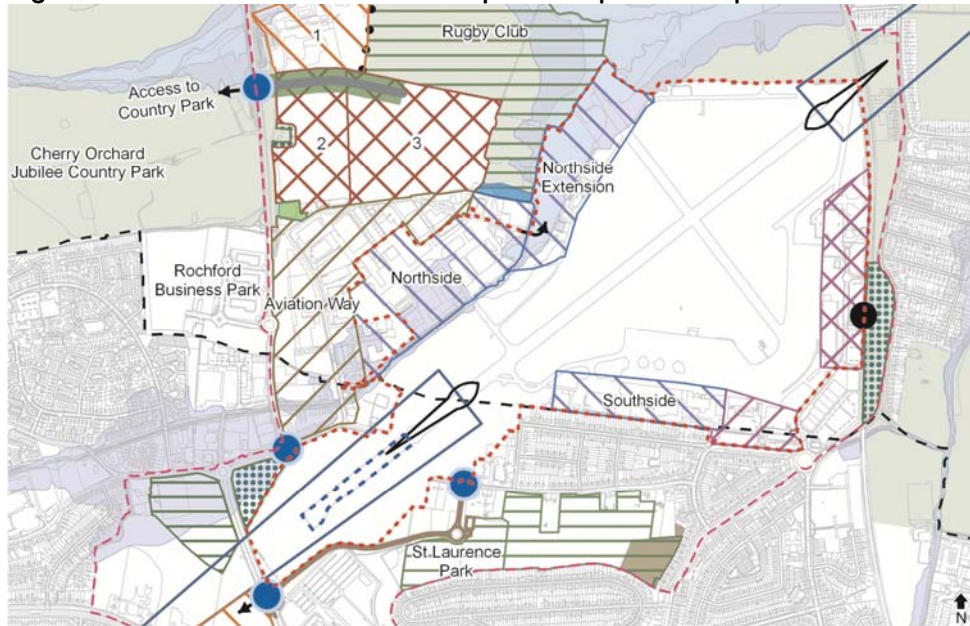 1
Rugby Club
Access to
Country Park
Cherry Orchard
Jubilee Country Park
2
3
Northside
Extension
Rochford
Business Park
Aviation Way
Northside
Southside
St Laurence
Park
N